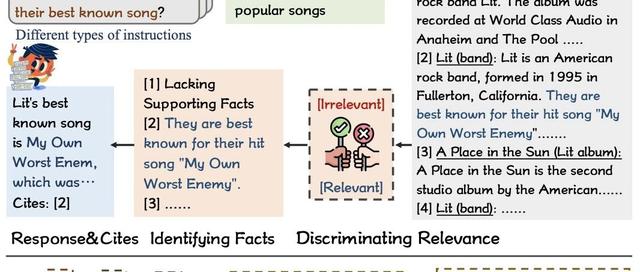 their best known song?
popular songs
Different types of instructions
rock band Lit. The album was
recorded at World Class Audio in
Anaheim and The Pool .....
[2] Lit (band): Lit is an American
rock band, formed in 1995 in
Fullerton, California. They are
best known for their hit song "My
Own Worst Enemy".......
[3] A Place in the Sun (Lit album):
A Place in the Sun is the second
studio album by the American......
[4] Lit (band): ......
[Irrelevant]
[Relevant]
[1] Lacking
Supporting Facts
[2] They are best
known for their hit
song "My Own
Worst Enemy".
[3] ......
Lit's best
known song
is My Own
Worst Enem,
which was...
Cites: [2]
Response&Cites
Identifying Facts
Discriminating Relevance